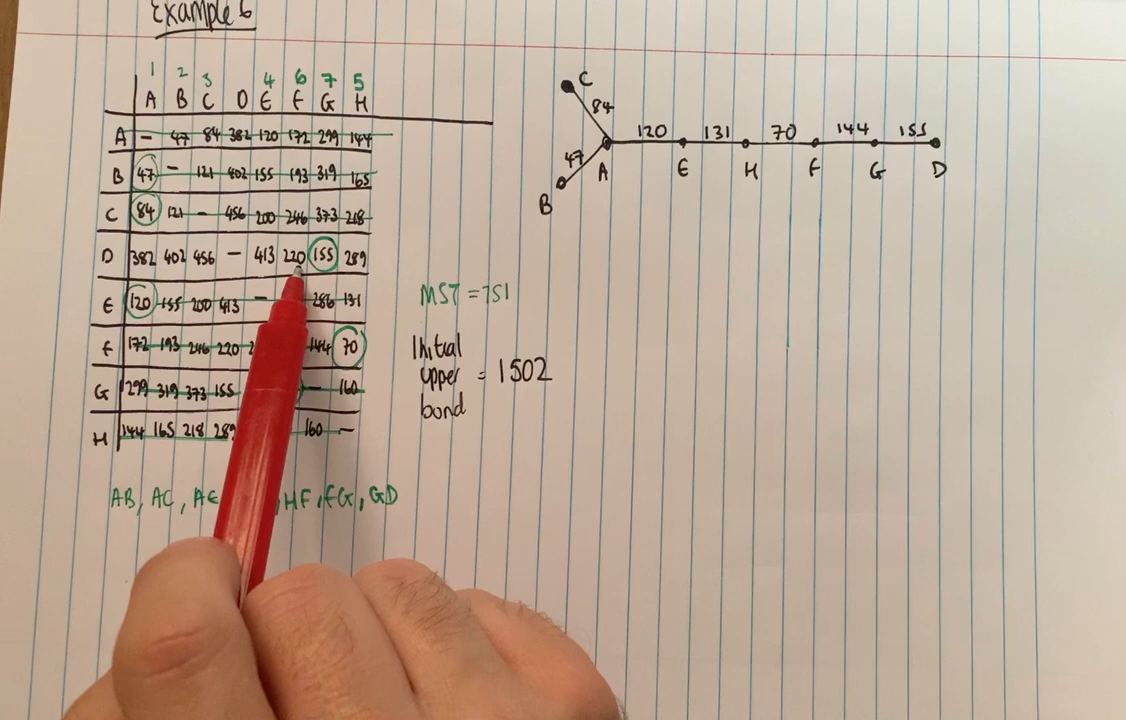 Example 6
1 2 3 4 6 7 5
A B C D E F G H
A - 47 84 382 120 172 299 144
B 47 - 121 402 155 193 319 165
C 84 121 - 456 200 246 373 218
D 382 402 456 - 413 220 155 289
E 120 155 200 413 - 286 131
F 172 193 246 220 144 70
G 299 319 373 155 - 160
H 144 165 218 289 160 -
AB, AC, AE , HF, FG, GD
C
84
120 131 70 144 155
47
A E H F G D
B
MST = 751
Initial
upper = 1502
bond